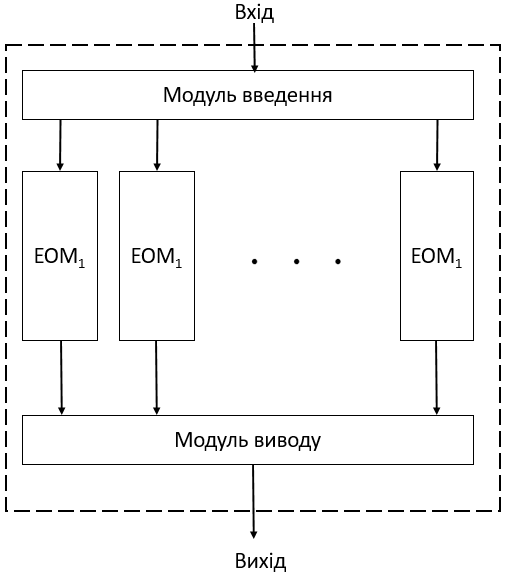 Вхід
Модуль введення
ЕОМ₁ ЕОМ₁ . . . ЕОМ₁
Модуль виводу
Вихід